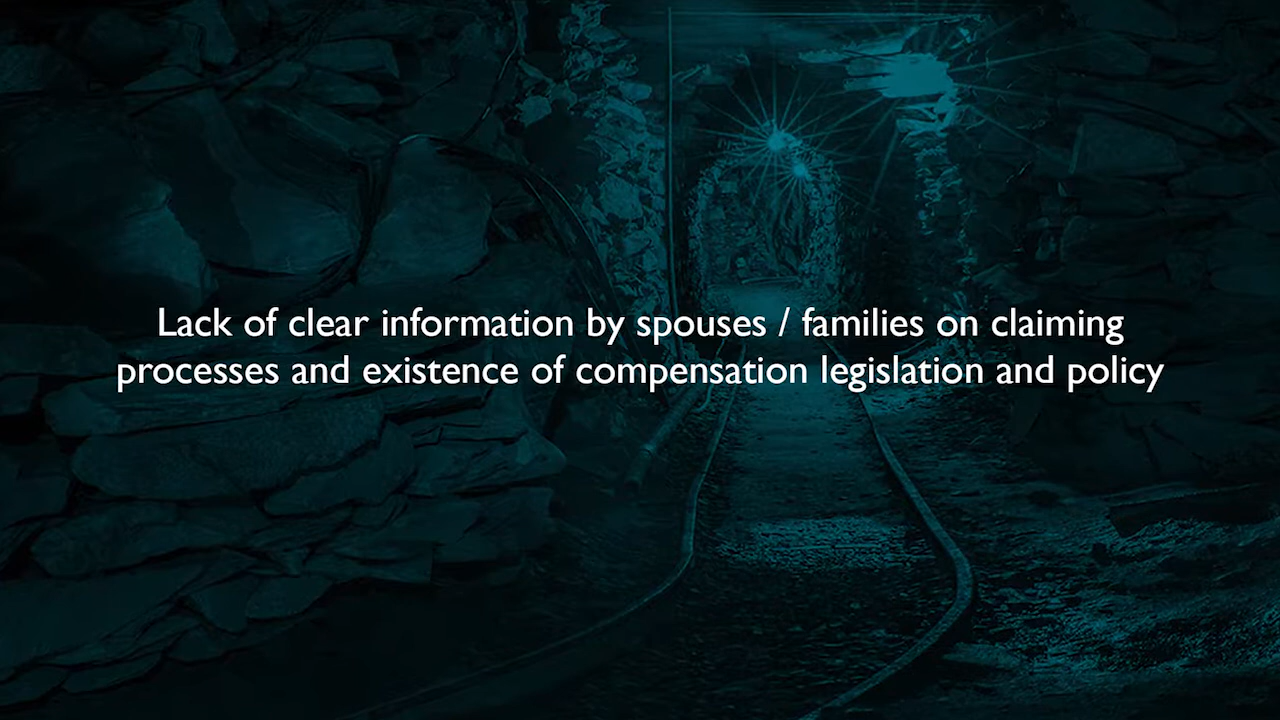 Lack of clear information by spouses / families on claiming
processes and existence of compensation legislation and policy